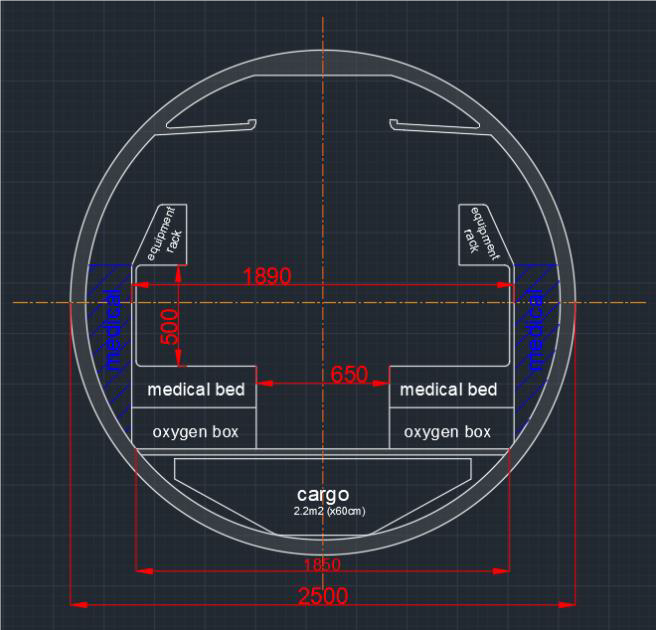 equipment
rack
equipment
rack
1890
medical
medical
500
650
medical bed
medical bed
oxygen box
oxygen box
cargo
2.2m2 (x60cm)
1850
2500